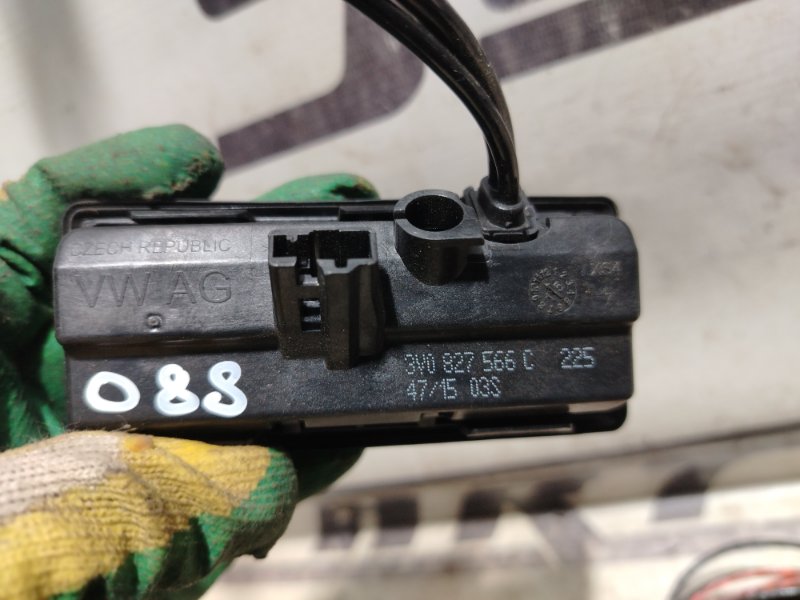 CZECH REPUBLIC
VW AG
3V0 827 566 C 225
47/15 03S
088